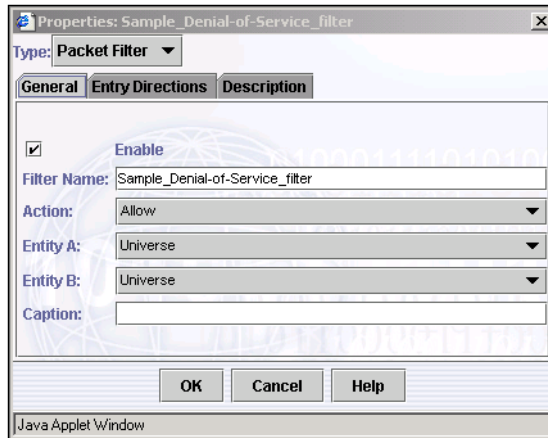 Properties: Sample_Denial-of-Service_filter
Type: Packet Filter
General Entry Directions Description
Enable
Filter Name: Sample_Denial-of-Service_filter
Action: Allow
Entity A: Universe
Entity B: Universe
Caption:
OK Cancel Help
Java Applet Window